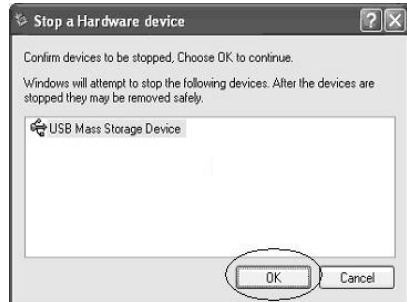 Stop a Hardware device
Confirm devices to be stopped, Choose OK to continue.
Windows will attempt to stop the following devices. After the devices are
stopped they may be removed safely.
USB Mass Storage Device
OK
Cancel